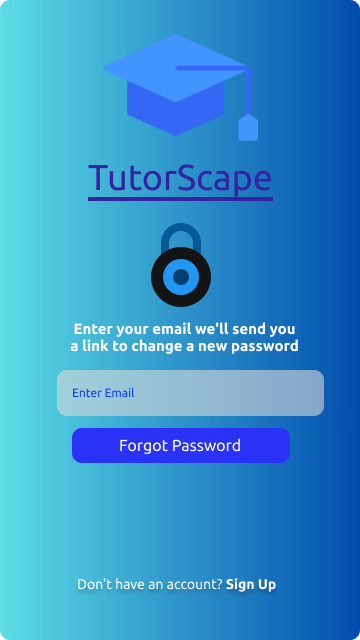 TutorScape
Enter your email we'll send you
a link to change a new password
Enter Email
Forgot Password
Don't have an account? Sign Up